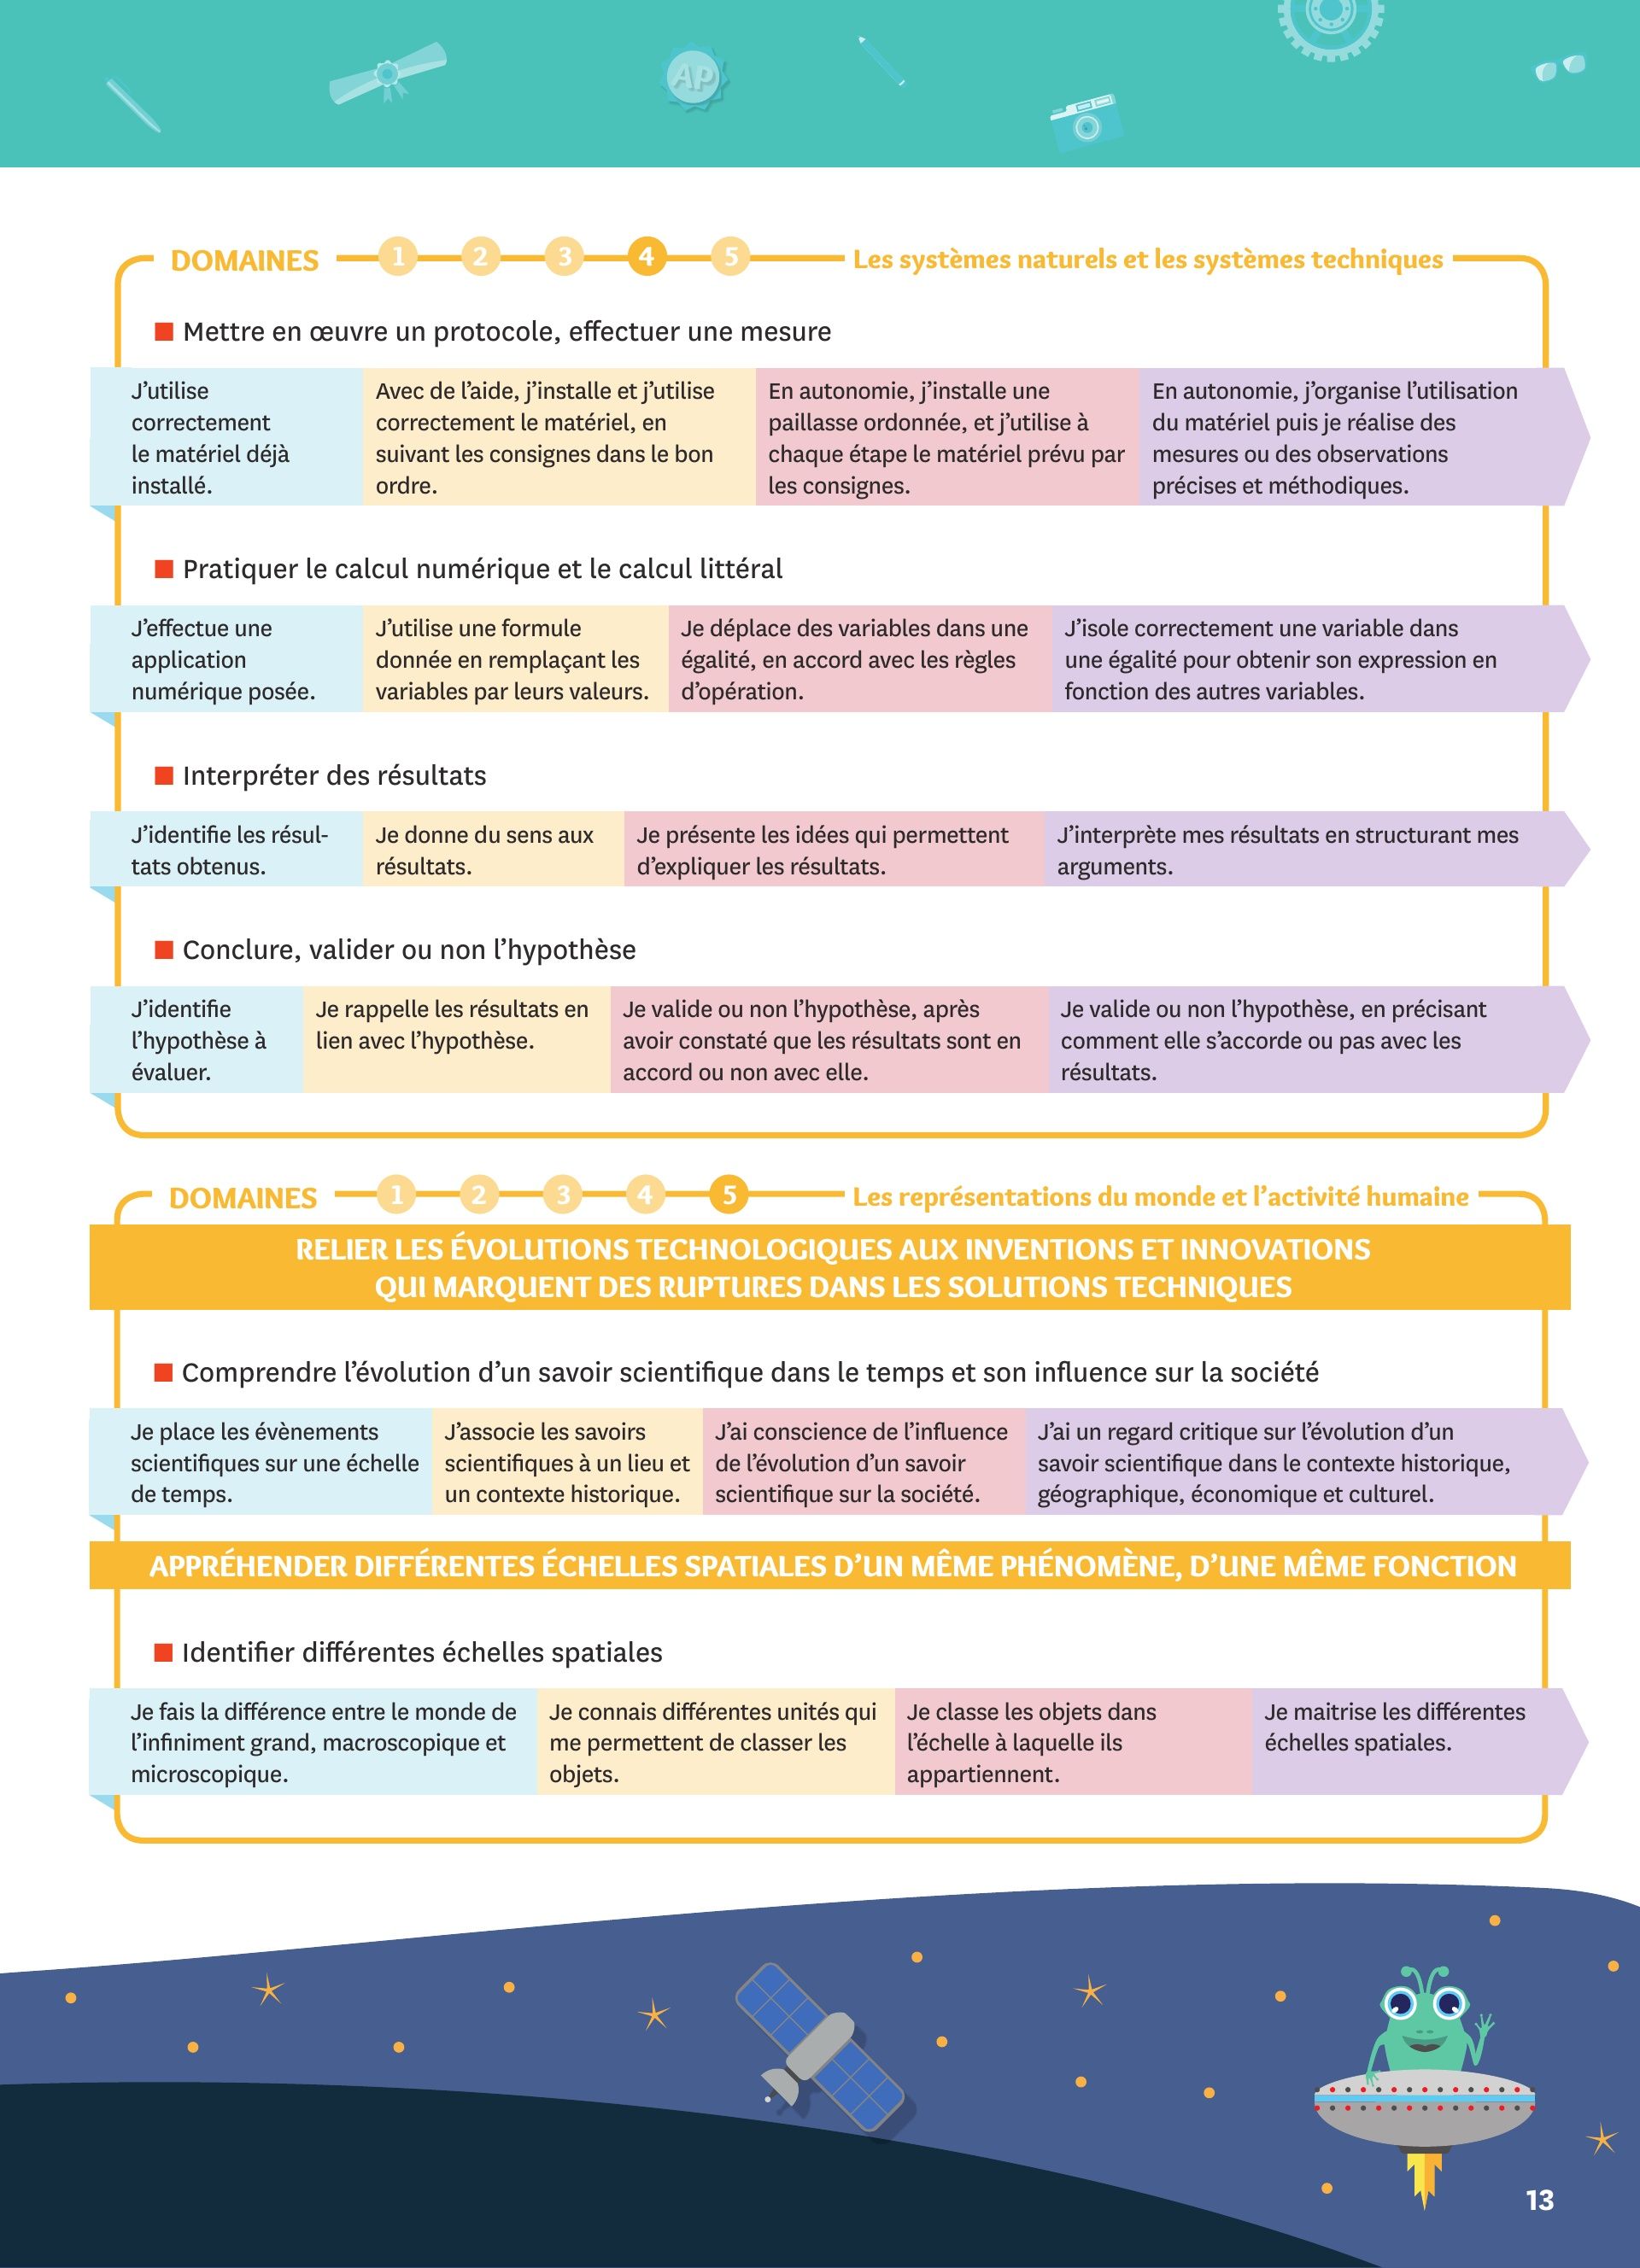 AP
DOMAINES 1 2 3 4 5 Les systèmes naturels et les systèmes techniques
Mettre en œuvre un protocole, effectuer une mesure
J’utilise
correctement
le matériel déjà
installé.
Avec de l’aide, j’installe et j’utilise
correctement le matériel, en
suivant les consignes dans le bon
ordre.
En autonomie, j’installe une
paillasse ordonnée, et j’utilise à
chaque étape le matériel prévu par
les consignes.
En autonomie, j’organise l’utilisation
du matériel puis je réalise des
mesures ou des observations
précises et méthodiques.
Pratiquer le calcul numérique et le calcul littéral
J’effectue une
application
numérique posée.
J’utilise une formule
donnée en remplaçant les
variables par leurs valeurs.
Je déplace des variables dans une
égalité, en accord avec les règles
d’opération.
J’isole correctement une variable dans
une égalité pour obtenir son expression en
fonction des autres variables.
Interpréter des résultats
J’identifie les résul-
tats obtenus.
Je donne du sens aux
résultats.
Je présente les idées qui permettent
d’expliquer les résultats.
J’interprète mes résultats en structurant mes
arguments.
Conclure, valider ou non l’hypothèse
J’identifie
l’hypothèse à
évaluer.
Je rappelle les résultats en
lien avec l’hypothèse.
Je valide ou non l’hypothèse, après
avoir constaté que les résultats sont en
accord ou non avec elle.
Je valide ou non l’hypothèse, en précisant
comment elle s’accorde ou pas avec les
résultats.
DOMAINES 1 2 3 4 5 Les représentations du monde et l’activité humaine
RELIER LES ÉVOLUTIONS TECHNOLOGIQUES AUX INVENTIONS ET INNOVATIONS
QUI MARQUENT DES RUPTURES DANS LES SOLUTIONS TECHNIQUES
Comprendre l’évolution d’un savoir scientifique dans le temps et son influence sur la société
Je place les évènements
scientifiques sur une échelle
de temps.
J’associe les savoirs
scientifiques à un lieu et
un contexte historique.
J’ai conscience de l’influence
de l’évolution d’un savoir
scientifique sur la société.
J’ai un regard critique sur l’évolution d’un
savoir scientifique dans le contexte historique,
géographique, économique et culturel.
APPRÉHENDER DIFFÉRENTES ÉCHELLES SPATIALES D’UN MÊME PHÉNOMÈNE, D’UNE MÊME FONCTION
Identifier différentes échelles spatiales
Je fais la différence entre le monde de
l’infiniment grand, macroscopique et
microscopique.
Je connais différentes unités qui
me permettent de classer les
objets.
Je classe les objets dans
l’échelle à laquelle ils
appartiennent.
Je maitrise les différentes
échelles spatiales.
13